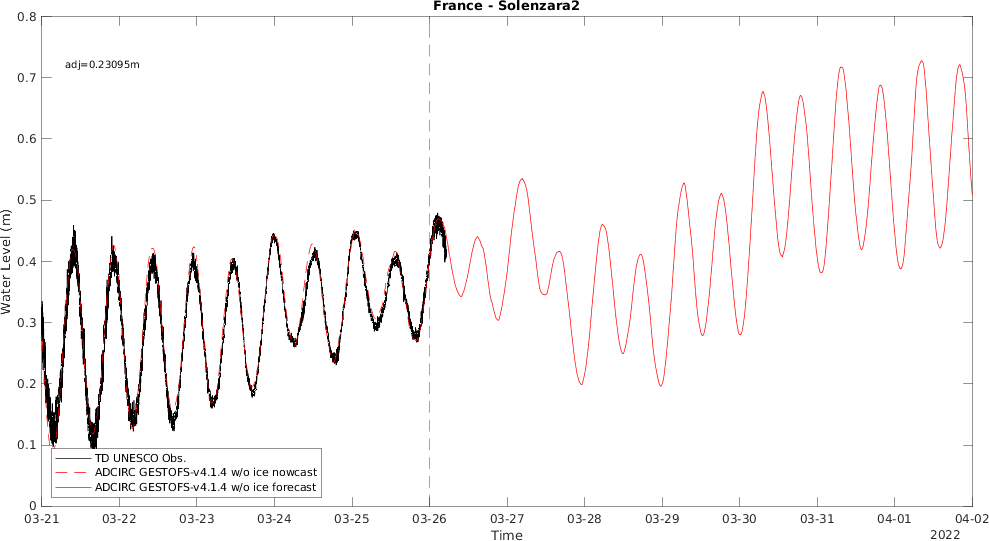 France - Solenzara2
0.8
0.7
0.6
0.5
0.4
0.3
0.2
0.1
0
Water Level (m)
adj=0.23095m
TD UNESCO Obs.
ADCIRC GESTOFS-v4.1.4 w/o ice nowcast
ADCIRC GESTOFS-v4.1.4 w/o ice forecast
03-21 03-22 03-23 03-24 03-25 03-26 03-27 03-28 03-29 03-30 03-31 04-01 04-02
Time
2022